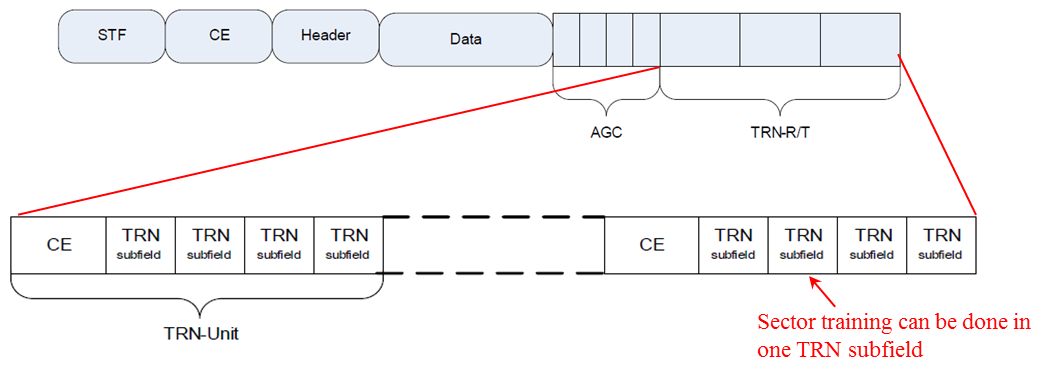 STF CE Header Data
AGC TRN-R/T
CE TRN subfield TRN subfield TRN subfield TRN subfield CE TRN subfield TRN subfield TRN subfield TRN subfield
TRN-Unit
Sector training can be done in
one TRN subfield